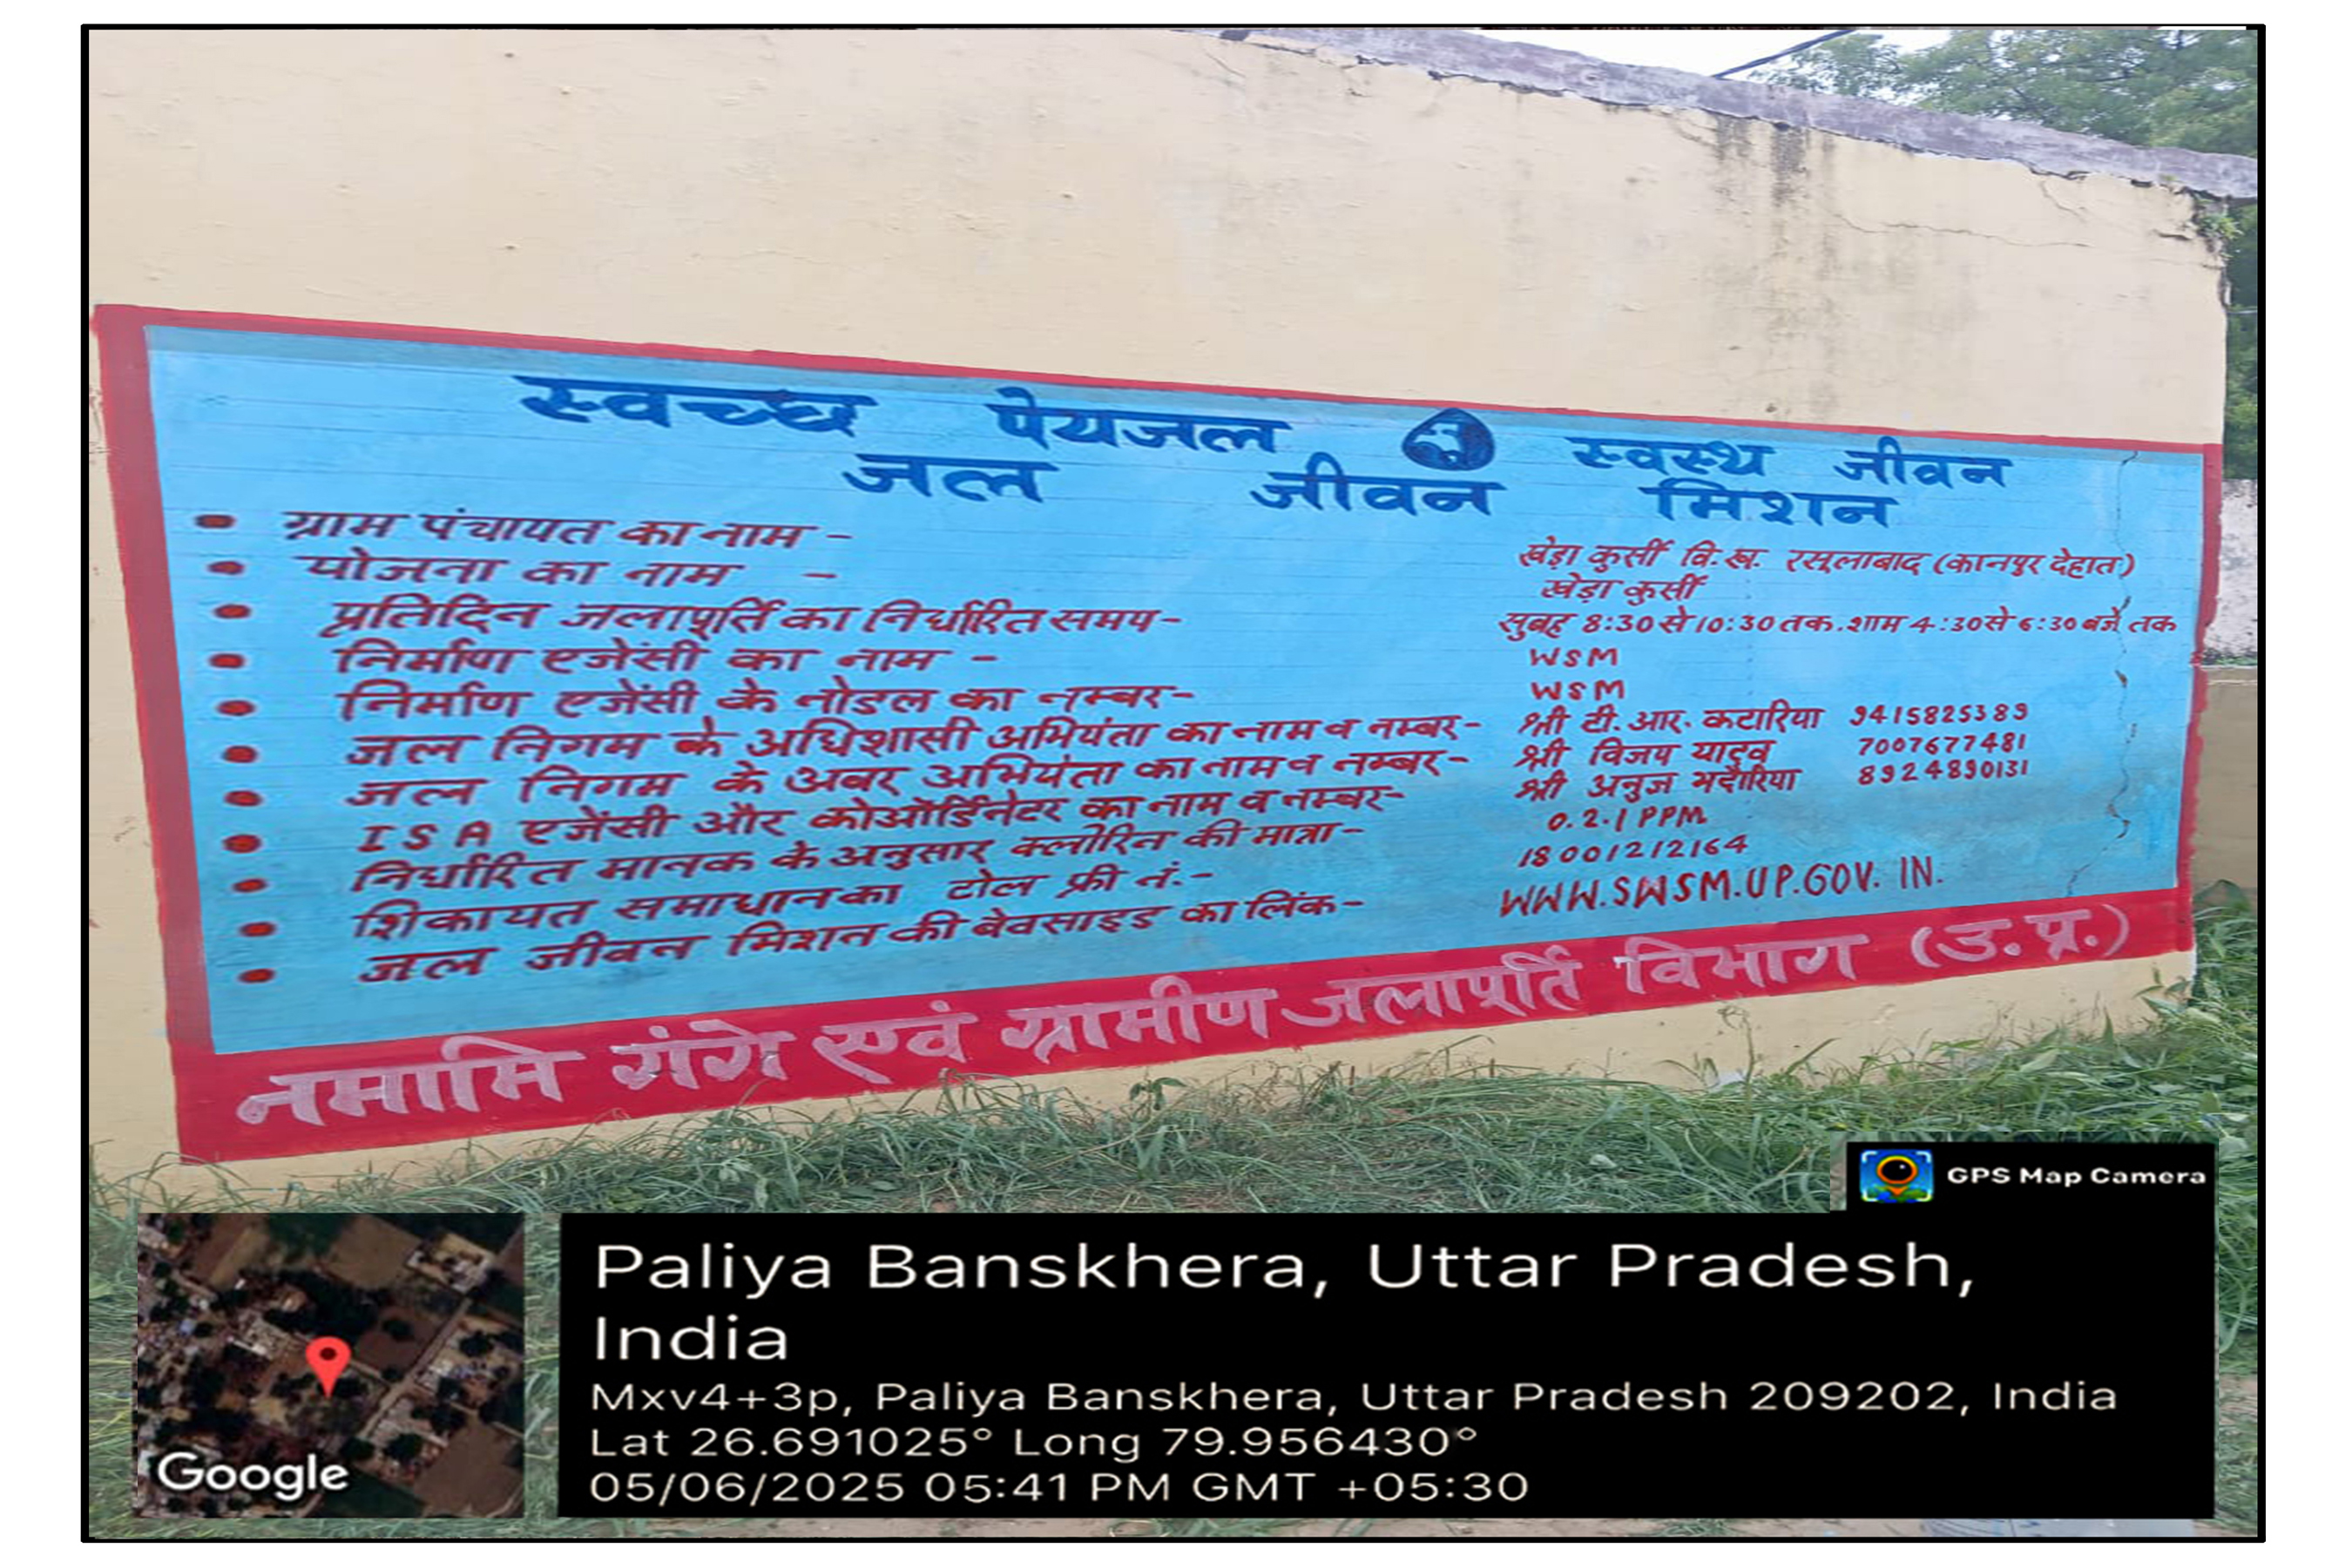 स्वच्छ पेयजल स्वस्थ जीवन
जल जीवन मिशन
ग्राम पंचायत का नाम - खेड़ा कुर्सी वि.ख. रसूलाबाद (कानपुर देहात)
योजना का नाम - खेड़ा कुर्सी
प्रतिदिन जलापूर्ति का निर्धारित समय- सुबह 8:30 से 10:30 तक. शाम 4:30 से 6:30 बजे तक
निर्माण एजेंसी का नाम - WSM
निर्माण एजेंसी के नोडल का नम्बर- WSM
जल निगम के अधिशासी अभियंता का नाम व नम्बर- श्री टी.आर. कटारिया 9415825389
जल निगम के अवर अभियंता का नाम व नम्बर- श्री विजय यादव 7007677481
ISA एजेंसी और कोऑर्डिनेटर का नाम व नम्बर- श्री अनुज भदौरिया 8924890131
निर्धारित मानक के अनुसार क्लोरिन की मात्रा- 0.2.1 PPM
शिकायत समाधान का टोल फ्री नं.- 18001212164
जल जीवन मिशन की बेवसाइड का लिंक- WWW.SWSM.UP.GOV. IN.
नमामि गंगे एवं ग्रामीण जलापूर्ति विभाग (उ.प्र.)
GPS Map Camera
Paliya Banskhera, Uttar Pradesh,
India
Mxv4+3p, Paliya Banskhera, Uttar Pradesh 209202, India
Lat 26.691025° Long 79.956430°
05/06/2025 05:41 PM GMT +05:30
Google